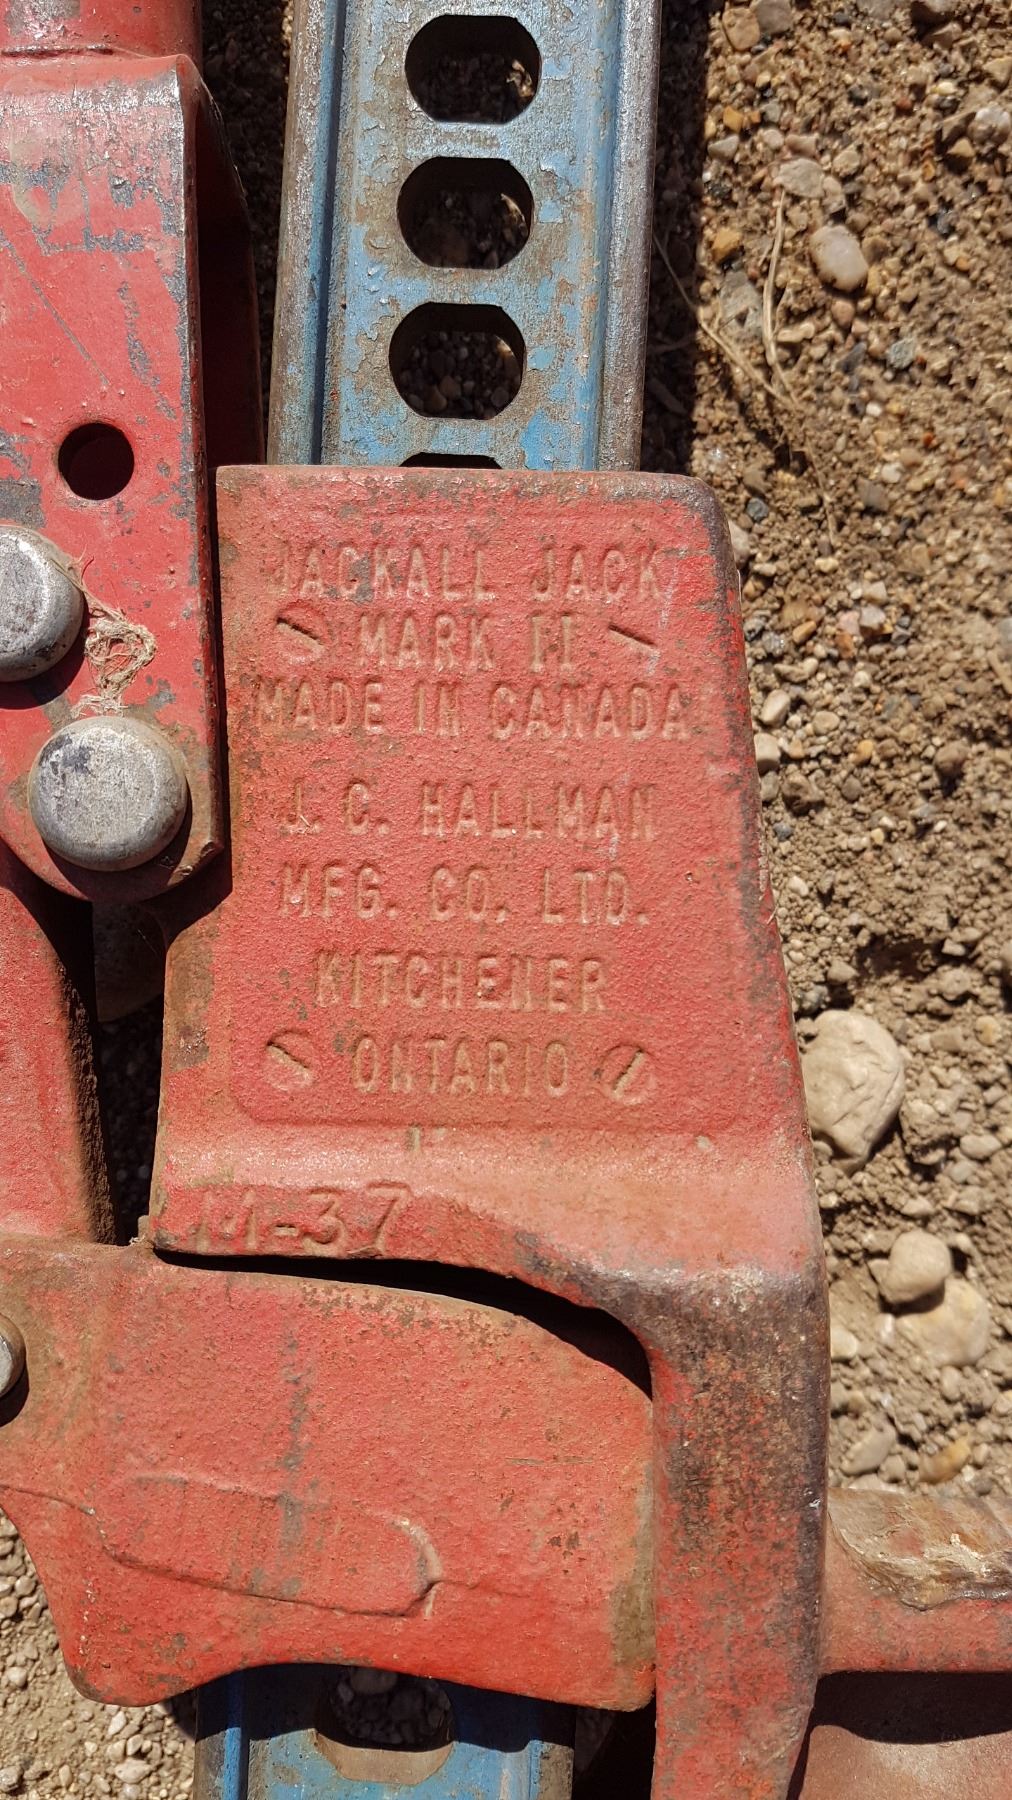 JACKALL JACK
MARK II
MADE IN CANADA
J. C. HALLMAN
MFG. CO. LTD.
KITCHENER
ONTARIO
M-37